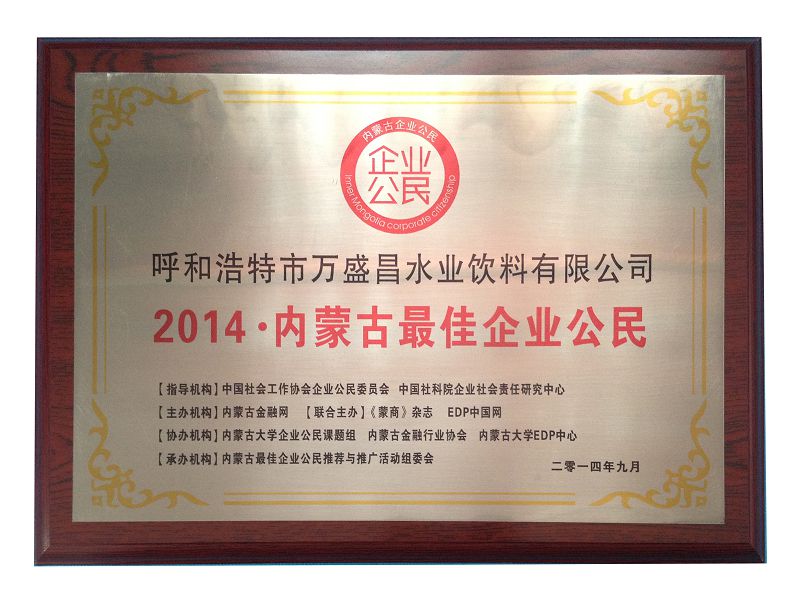 内蒙古企业公民
企业
公民
Inner Mongolia corporate citizenship
呼和浩特市万盛昌水业饮料有限公司
2014·内蒙古最佳企业公民
【指导机构】中国社会工作协会企业公民委员会 中国社科院企业社会责任研究中心
【主办机构】内蒙古金融网 【联合主办】《蒙商》杂志 EDP中国网
【协办机构】内蒙古大学企业公民课题组 内蒙古金融行业协会 内蒙古大学EDP中心
【承办机构】内蒙古最佳企业公民推荐与推广活动组委会
二零一四年九月